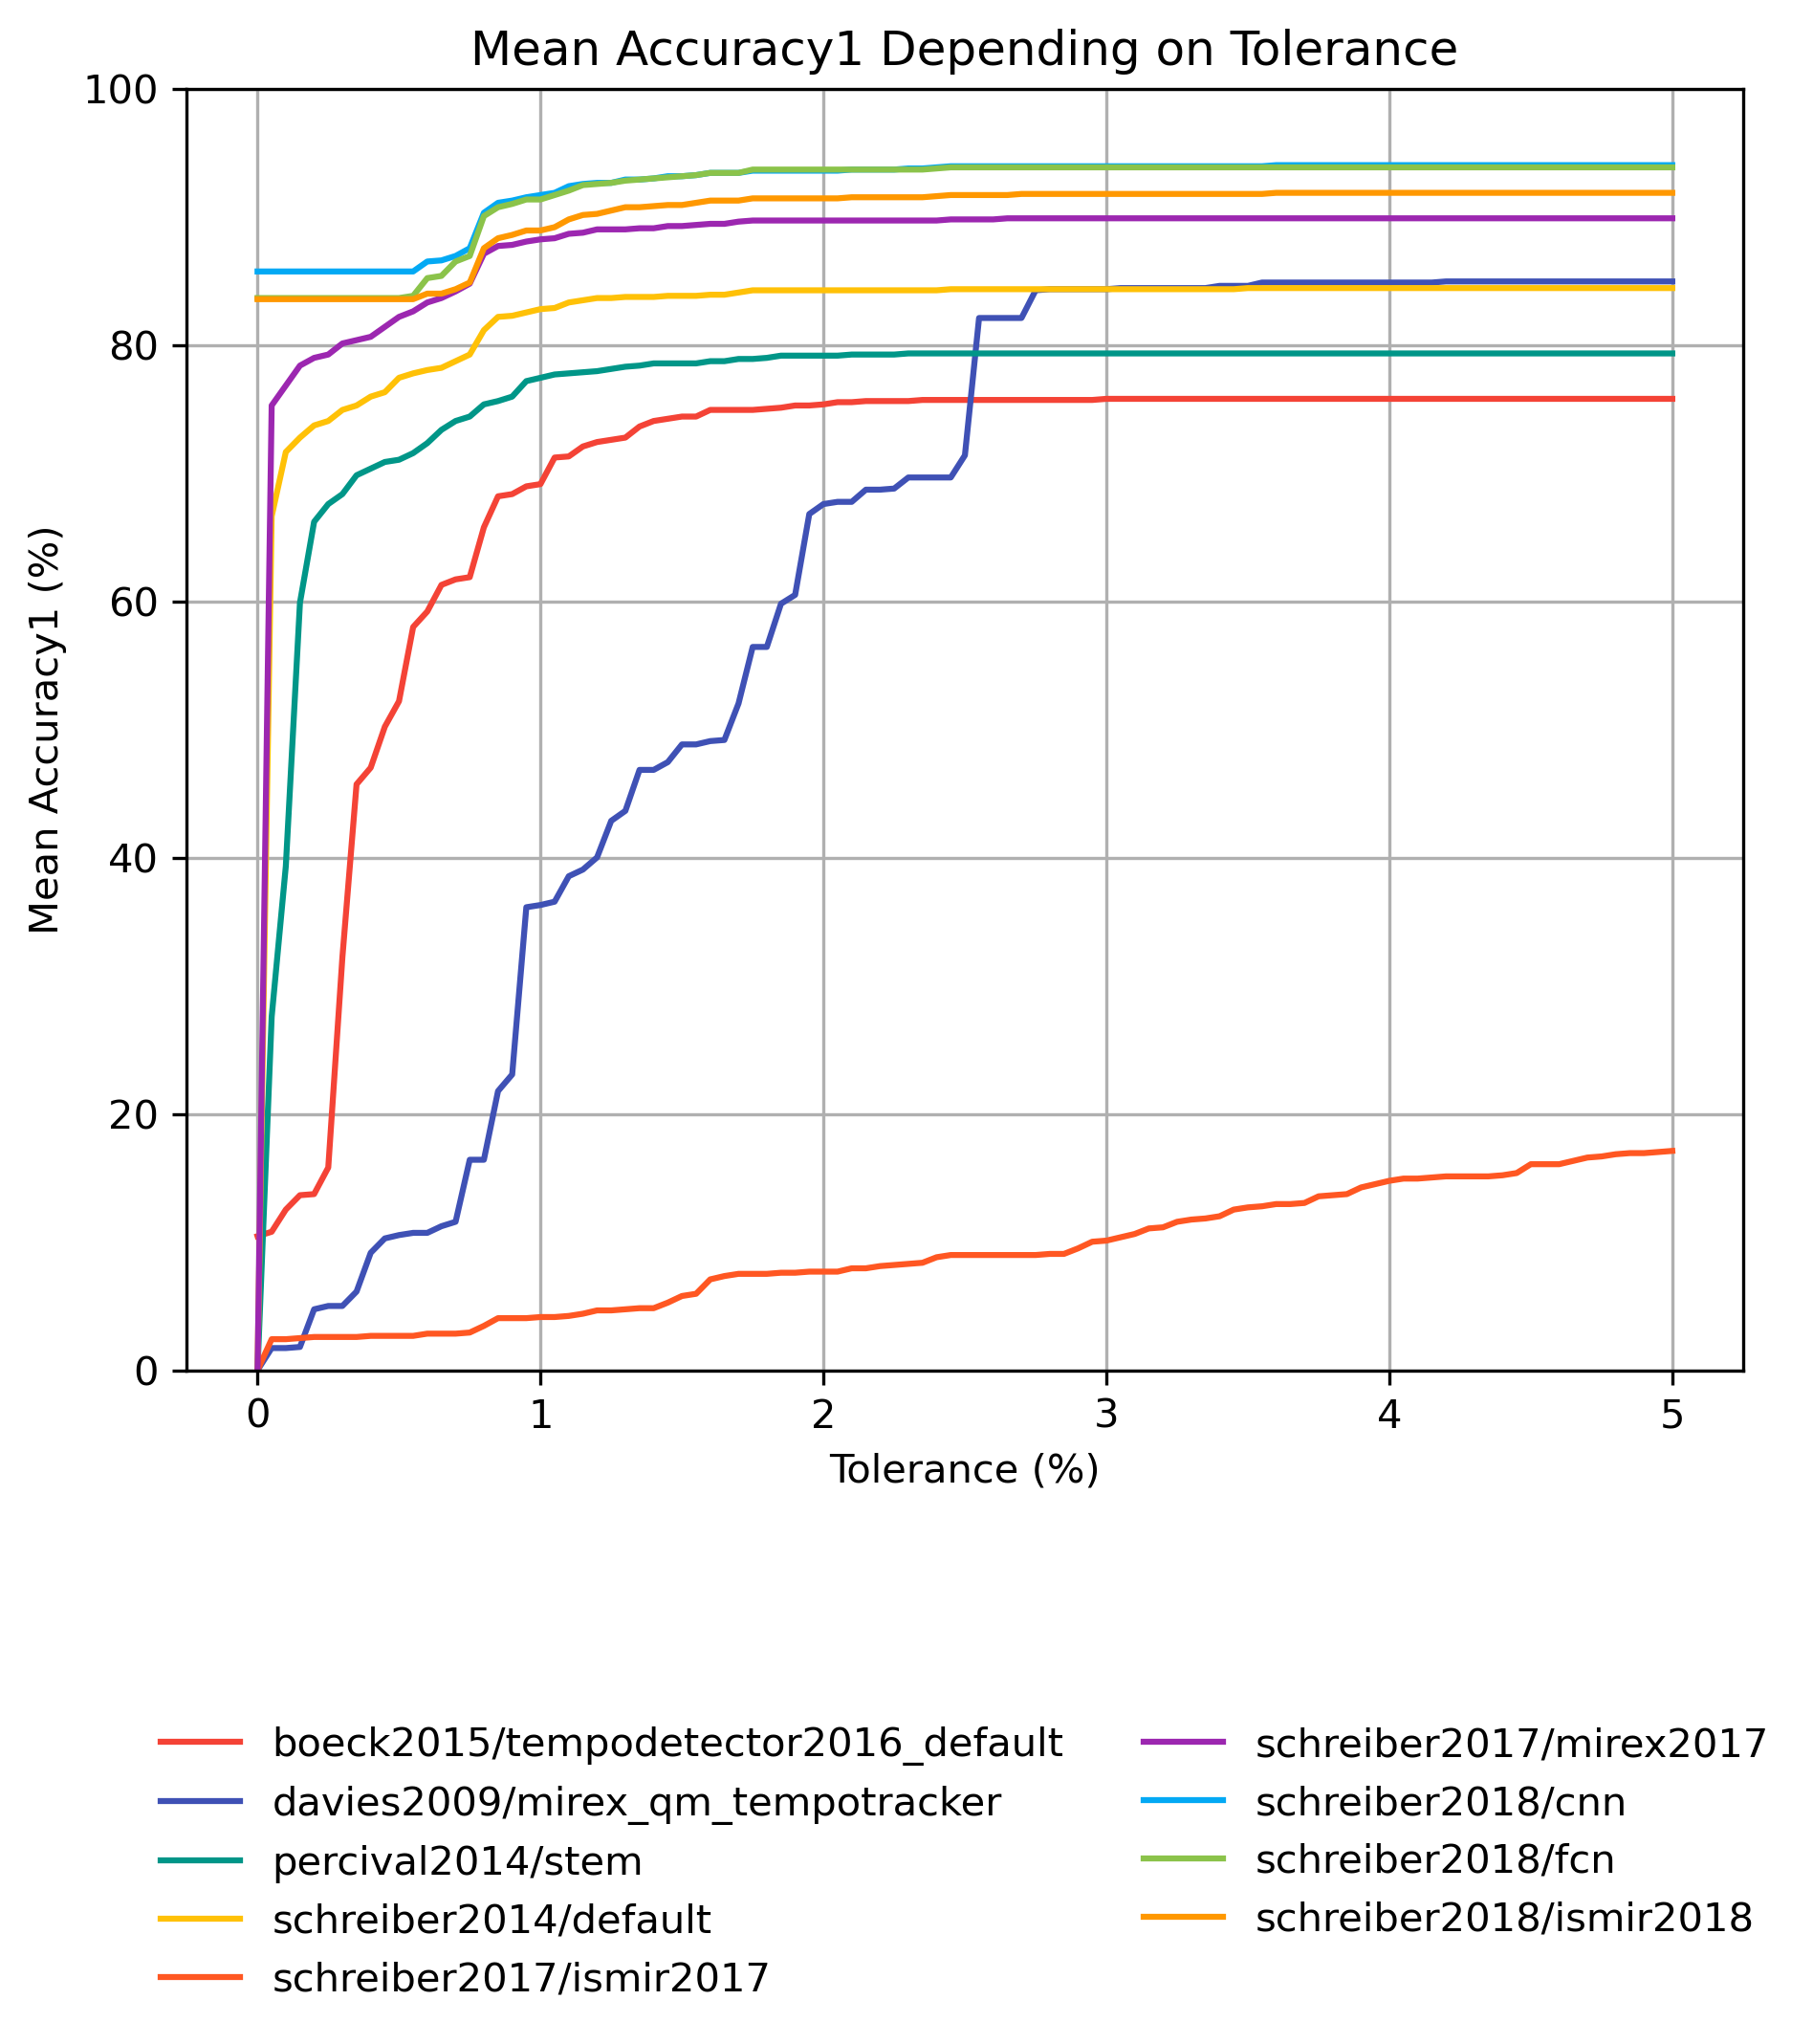 Mean Accuracy1 Depending on Tolerance
100
80
60
40
20
0
Mean Accuracy1 (%)
0 1 2 3 4 5
Tolerance (%)
boeck2015/tempodetector2016_default
davies2009/mirex_qm_tempotracker
percival2014/stem
schreiber2014/default
schreiber2017/ismir2017
schreiber2017/mirex2017
schreiber2018/cnn
schreiber2018/fcn
schreiber2018/ismir2018